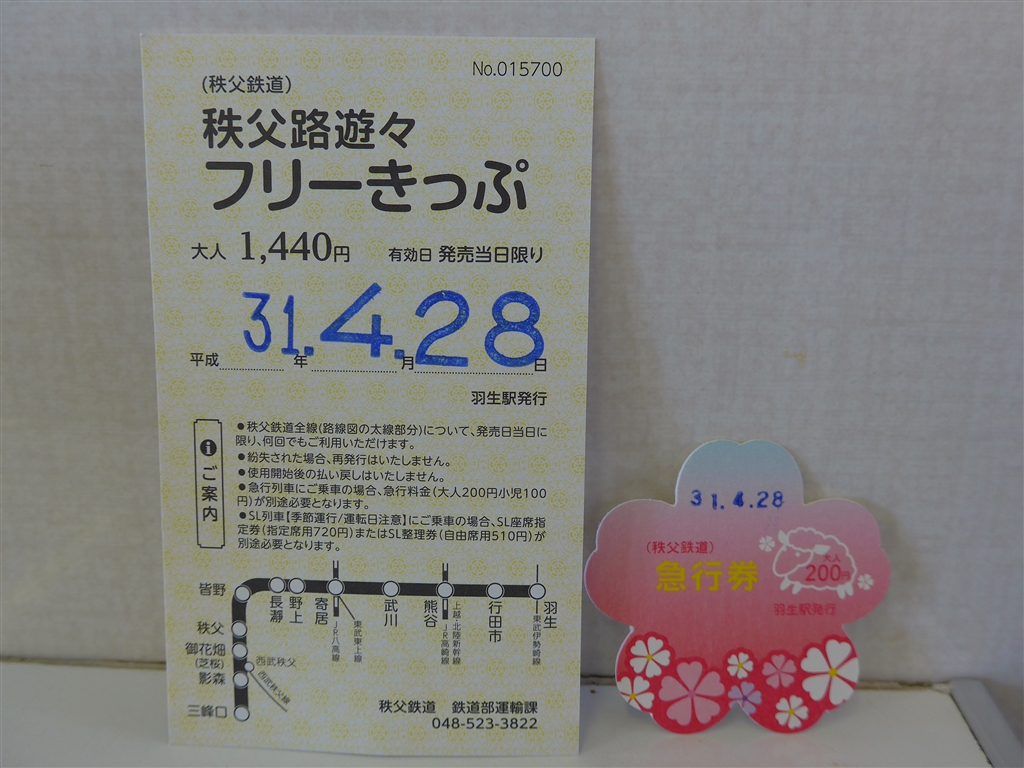 No.015700
(秩父鉄道)
秩父路遊々
フリーきっぷ
大人 1,440円 有効日 発売当日限り
31.4.28
平成 年 月 日
羽生駅発行
ご案内
●秩父鉄道全線(路線図の太線部分)について、発売日当日に
限り、何回でもご利用いただけます。
●紛失された場合、再発行はいたしません。
●使用開始後の払い戻しはいたしません。
●急行列車にご乗車の場合、急行料金(大人200円小児100
円)が別途必要となります。
●SL列車【季節運行/運転日注意】にご乗車の場合、SL座席指
定券(指定席用720円)またはSL整理券(自由席用510円)が
別途必要となります。
皆野
長瀞
野上
寄居
武川
熊谷
行田市
羽生
JR八高線
東武東上線
JR高崎線
上越・北陸新幹線
東武伊勢崎線
秩父
御花畑
(芝桜)
西武秩父
西武秩父線
影森
三峰口
秩父鉄道 鉄道部運輸課
048-523-3822
31.4.28
(秩父鉄道)
急行券
大人
200円
羽生駅発行